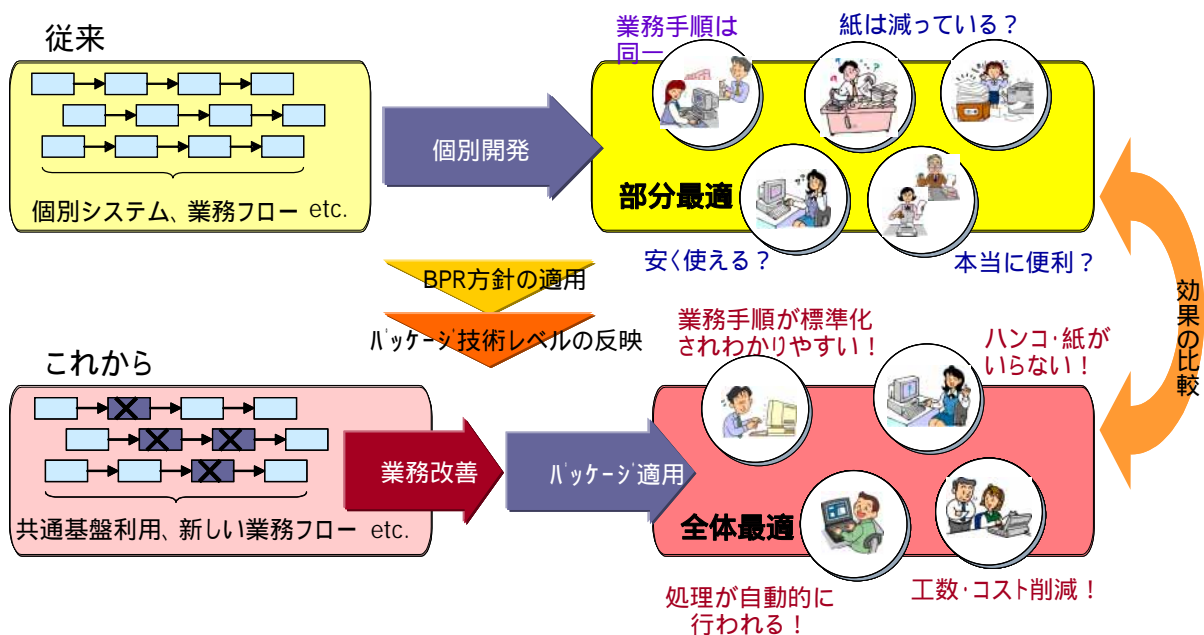 従来
業務手順は
同一
紙は減っている？
個別開発
部分最適
個別システム、業務フロー etc.
安く使える？
本当に便利？
BPR方針の適用
ﾊﾟｯｹｰｼﾞ技術レベルの反映
効果の比較
これから
業務手順が標準化
されわかりやすい！
ハンコ・紙が
いらない！
業務改善
ﾊﾟｯｹｰｼﾞ適用
全体最適
共通基盤利用、新しい業務フロー etc.
処理が自動的に
行われる！
工数・コスト削減！